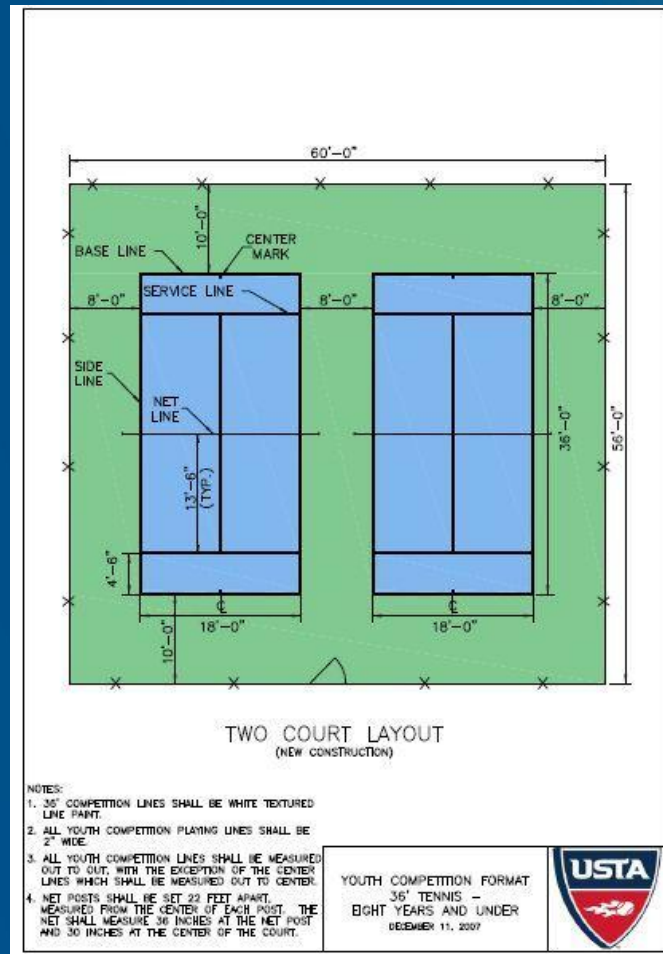 60'-0"
10'-0"
BASE LINE
CENTER
MARK
8'-0"
SERVICE LINE
8'-0"
8'-0"
SIDE
LINE
NET
LINE
36'-0"
56'-0"
13'-6"
(TYP.)
4'-6"
℄
℄
18'-0"
18'-0"
10'-0"
TWO COURT LAYOUT
(NEW CONSTRUCTION)
NOTES:
1. 36' COMPETITION LINES SHALL BE WHITE TEXTURED
LINE PAINT.
2. ALL YOUTH COMPETITION PLAYING LINES SHALL BE
2" WIDE.
3. ALL YOUTH COMPETITION LINES SHALL BE MEASURED
OUT TO OUT, WITH THE EXCEPTION OF THE CENTER
LINES WHICH SHALL BE MEASURED OUT TO CENTER.
4. NET POSTS SHALL BE SET 22 FEET APART,
MEASURED FROM THE CENTER OF EACH POST. THE
NET SHALL MEASURE 36 INCHES AT THE NET POST
AND 30 INCHES AT THE CENTER OF THE COURT.
YOUTH COMPETITION FORMAT
36' TENNIS –
EIGHT YEARS AND UNDER
DECEMBER 11, 2007
USTA